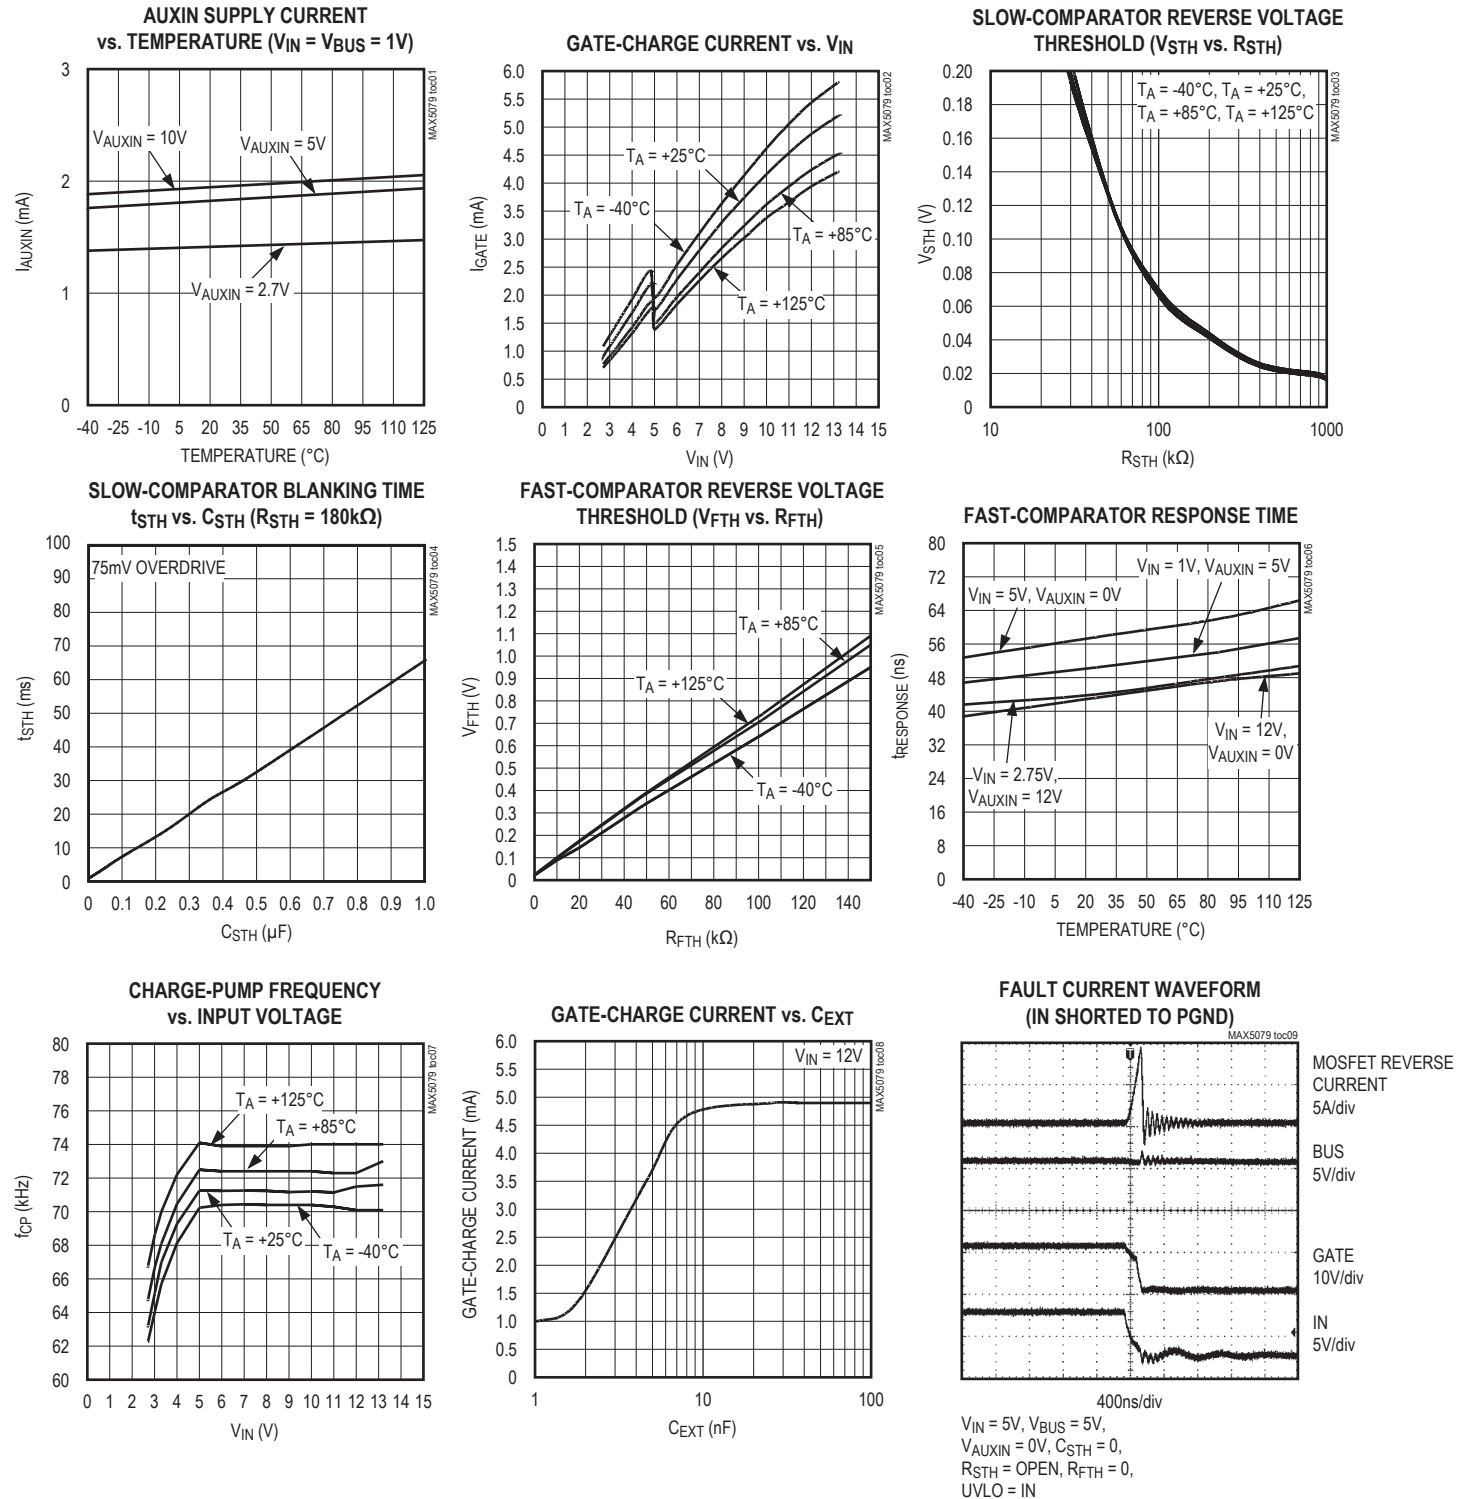 AUXIN SUPPLY CURRENT
vs. TEMPERATURE (VIN = VBUS = 1V)
MAX5079 toc01
3
2
1
0
IAUXIN (mA)
VAUXIN = 10V
VAUXIN = 5V
VAUXIN = 2.7V
-40 -25 -10 5 20 35 50 65 80 95 110 125
TEMPERATURE (°C)
GATE-CHARGE CURRENT vs. VIN
MAX5079 toc02
6.0
5.5
5.0
4.5
4.0
3.5
3.0
2.5
2.0
1.5
1.0
0.5
0
IGATE (mA)
TA = +25°C
TA = -40°C
TA = +85°C
TA = +125°C
0 1 2 3 4 5 6 7 8 9 10 11 12 13 14 15
VIN (V)
SLOW-COMPARATOR REVERSE VOLTAGE
THRESHOLD (VSTH vs. RSTH)
MAX5079 toc03
0.20
0.18
0.16
0.14
0.12
0.10
0.08
0.06
0.04
0.02
0
VSTH (V)
TA = -40°C, TA = +25°C,
TA = +85°C, TA = +125°C
10 100 1000
RSTH (kΩ)
SLOW-COMPARATOR BLANKING TIME
tSTH vs. CSTH (RSTH = 180kΩ)
MAX5079 toc04
100
90
80
70
60
50
40
30
20
10
0
tSTH (ms)
75mV OVERDRIVE
0 0.1 0.2 0.3 0.4 0.5 0.6 0.7 0.8 0.9 1.0
CSTH (µF)
FAST-COMPARATOR REVERSE VOLTAGE
THRESHOLD (VFTH vs. RFTH)
MAX5079 toc05
1.5
1.4
1.3
1.2
1.1
1.0
0.9
0.8
0.7
0.6
0.5
0.4
0.3
0.2
0.1
0
VFTH (V)
TA = +85°C
TA = +125°C
TA = -40°C
0 20 40 60 80 100 120 140
RFTH (kΩ)
FAST-COMPARATOR RESPONSE TIME
MAX5079 toc06
80
72
64
56
48
40
32
24
16
8
0
tRESPONSE (ns)
VIN = 1V, VAUXIN = 5V
VIN = 5V, VAUXIN = 0V
VIN = 12V,
VAUXIN = 0V
VIN = 2.75V,
VAUXIN = 12V
-40 -25 -10 5 20 35 50 65 80 95 110 125
TEMPERATURE (°C)
CHARGE-PUMP FREQUENCY
vs. INPUT VOLTAGE
MAX5079 toc07
80
78
76
74
72
70
68
66
64
62
60
fCP (kHz)
TA = +125°C
TA = +85°C
TA = +25°C
TA = -40°C
0 1 2 3 4 5 6 7 8 9 10 11 12 13 14 15
VIN (V)
GATE-CHARGE CURRENT vs. CEXT
MAX5079 toc08
6.0
5.5
5.0
4.5
4.0
3.5
3.0
2.5
2.0
1.5
1.0
0.5
0
GATE-CHARGE CURRENT (mA)
VIN = 12V
1 10 100
CEXT (nF)
FAULT CURRENT WAVEFORM
(IN SHORTED TO PGND)
MAX5079 toc09
MOSFET REVERSE
CURRENT
5A/div
BUS
5V/div
GATE
10V/div
IN
5V/div
400ns/div
VIN = 5V, VBUS = 5V,
VAUXIN = 0V, CSTH = 0,
RSTH = OPEN, RFTH = 0,
UVLO = IN